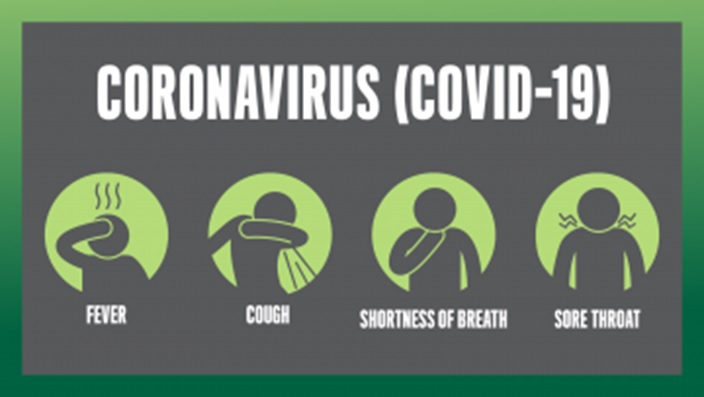 CORONAVIRUS (COVID-19)
FEVER
COUGH
SHORTNESS OF BREATH
SORE THROAT